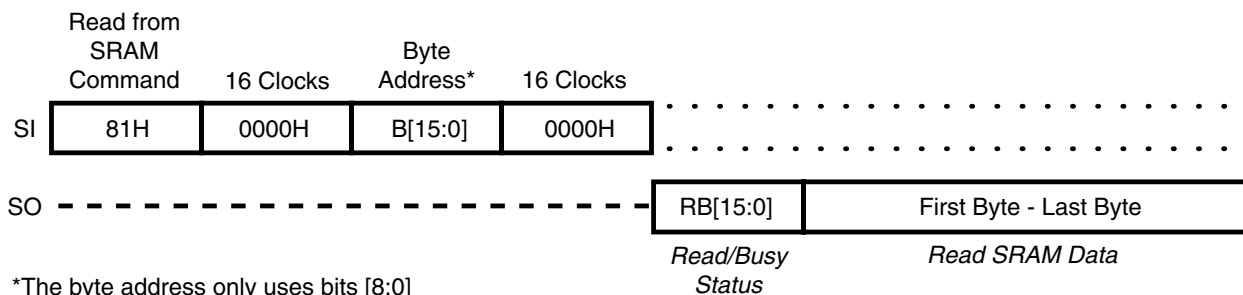 Read from
SRAM
Command
16 Clocks
Byte
Address*
16 Clocks
SI
81H
0000H
B[15:0]
0000H
SO
RB[15:0]
First Byte - Last Byte
Read/Busy
Status
Read SRAM Data
*The byte address only uses bits [8:0]